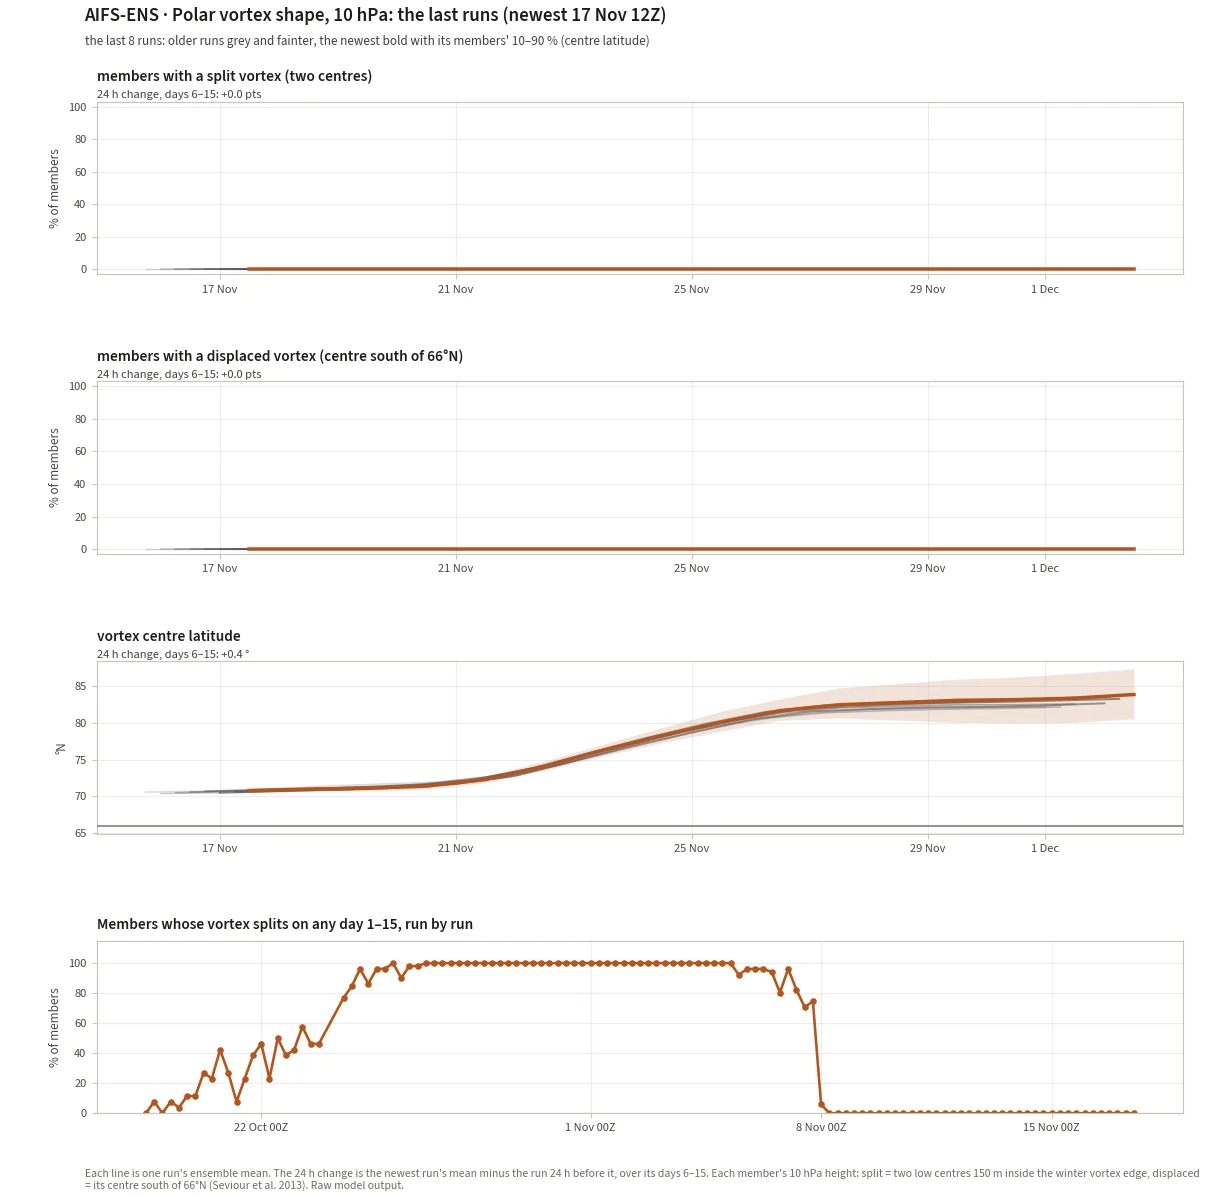 AIFS-ENS · Polar vortex shape, 10 hPa: the last runs (newest 17 Nov 12Z)
the last 8 runs: older runs grey and fainter, the newest bold with its members' 10–90 % (centre latitude)
members with a split vortex (two centres)
24 h change, days 6–15: +0.0 pts
% of members
100
80
60
40
20
0
17 Nov
21 Nov
25 Nov
29 Nov
1 Dec
members with a displaced vortex (centre south of 66°N)
24 h change, days 6–15: +0.0 pts
% of members
100
80
60
40
20
0
17 Nov
21 Nov
25 Nov
29 Nov
1 Dec
vortex centre latitude
24 h change, days 6–15: +0.4 °
°N
85
80
75
70
65
17 Nov
21 Nov
25 Nov
29 Nov
1 Dec
Members whose vortex splits on any day 1–15, run by run
% of members
100
80
60
40
20
0
22 Oct 00Z
1 Nov 00Z
8 Nov 00Z
15 Nov 00Z
Each line is one run's ensemble mean. The 24 h change is the newest run's mean minus the run 24 h before it, over its days 6–15. Each member's 10 hPa height: split = two low centres 150 m inside the winter vortex edge, displaced
= its centre south of 66°N (Seviour et al. 2013). Raw model output.